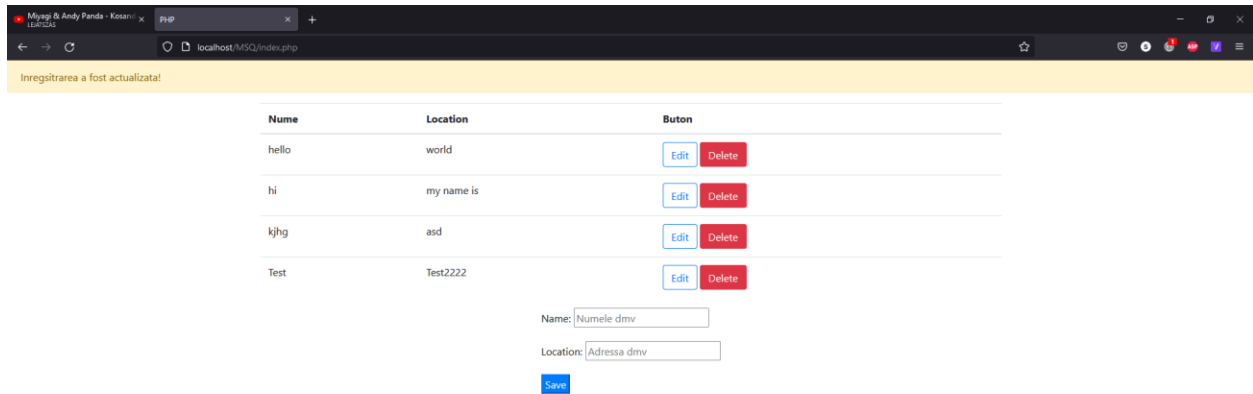 Miyagi & Andy Panda - Kosand
LEJÁTSZÁS
PHP
localhost/MSQ/index.php
Inregsitrarea a fost actualizata!
Nume Location Buton
hello world Edit Delete
hi my name is Edit Delete
kjhg asd Edit Delete
Test Test2222 Edit Delete
Name: Numele dmv
Location: Adressa dmv
Save